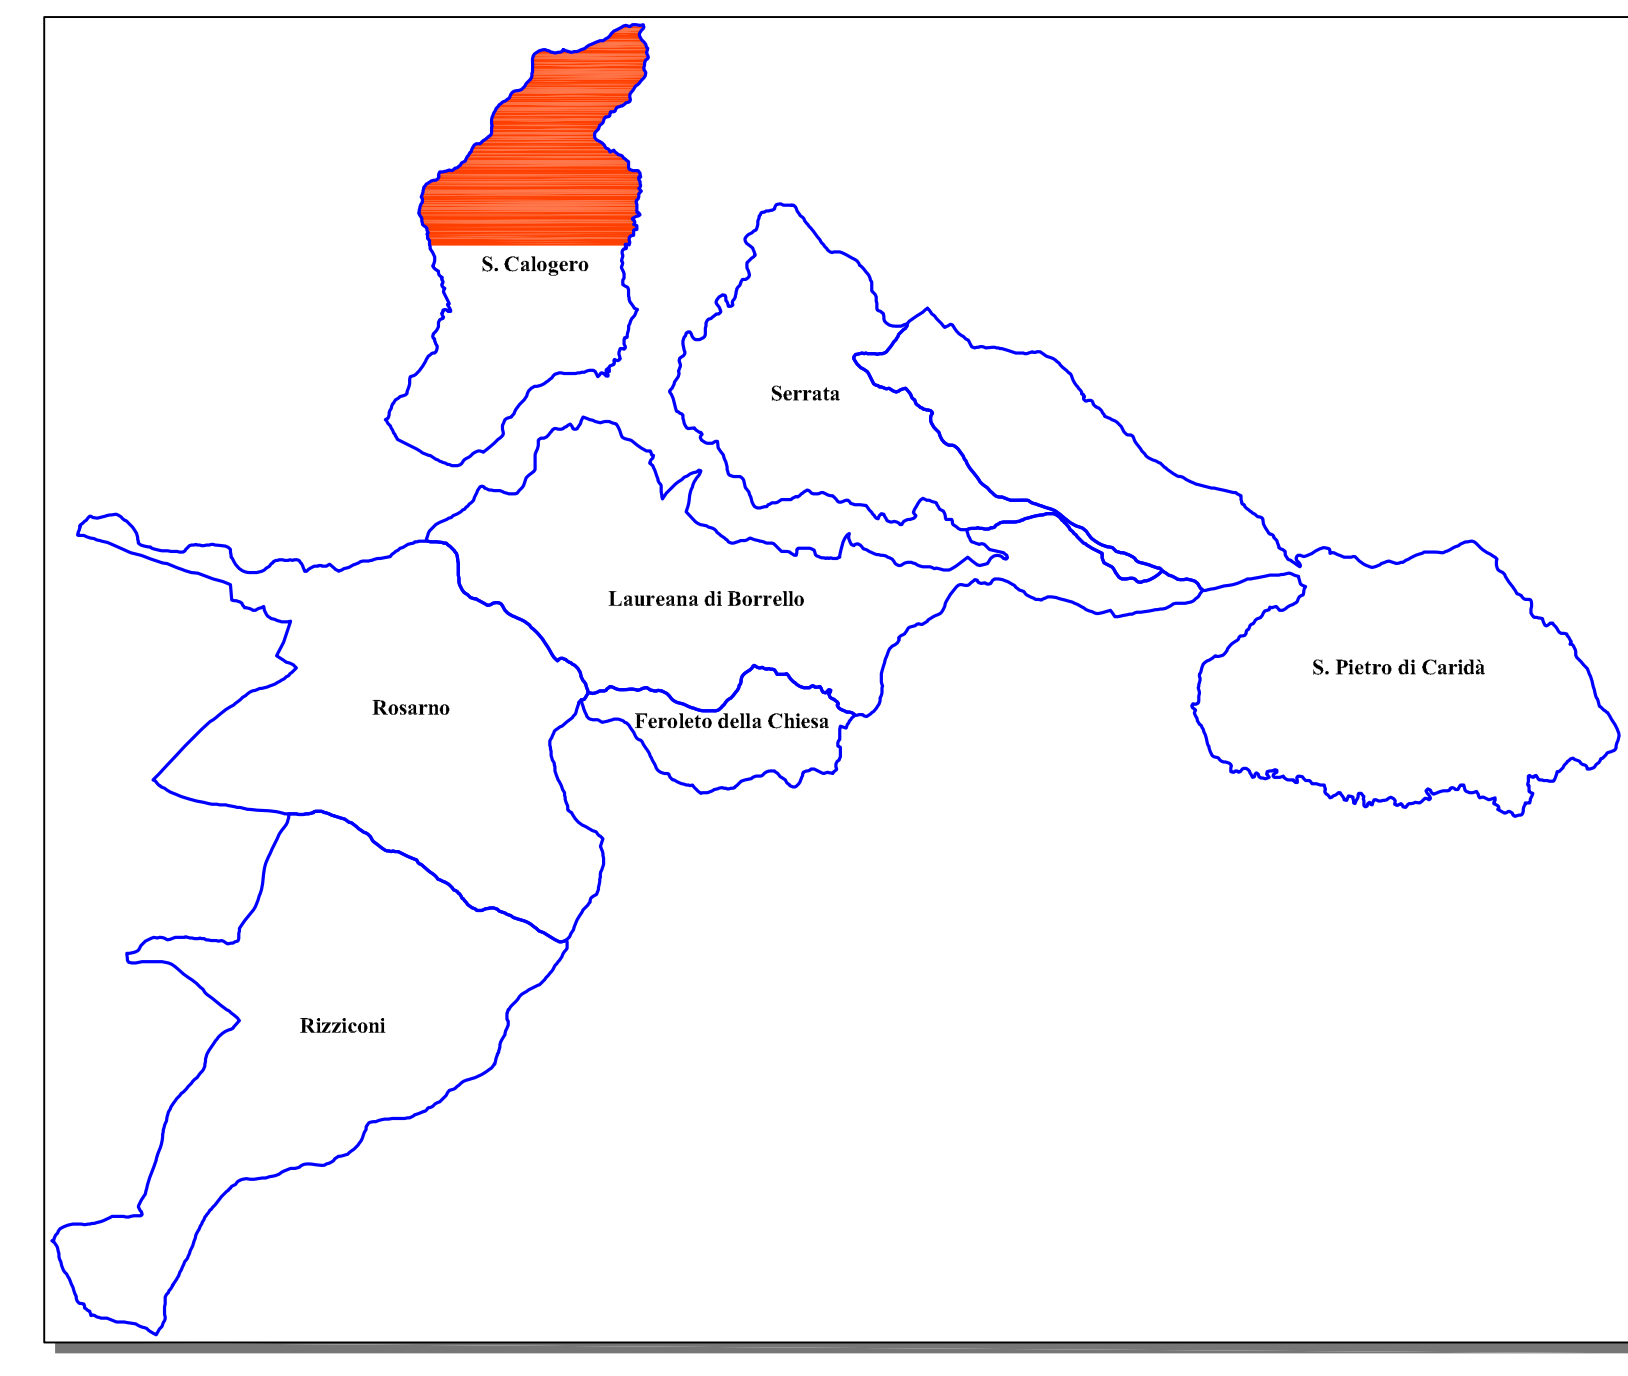 S. Calogero
Serrata
Laureana di Borrello
S. Pietro di Caridà
Rosarno
Feroleto della Chiesa
Rizziconi